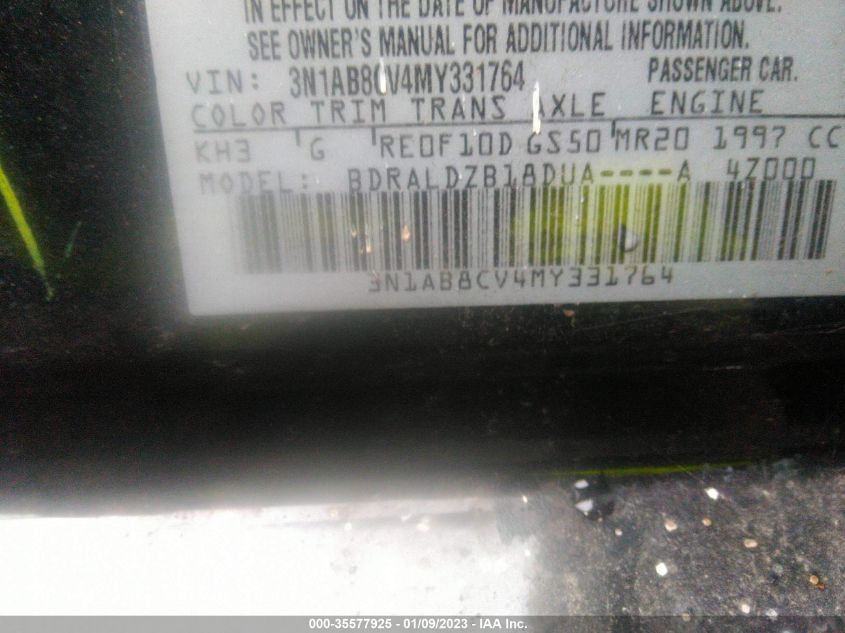 IN EFFECT ON THE DATE OF MANUFACTURE SHOWN ABOVE.
SEE OWNER'S MANUAL FOR ADDITIONAL INFORMATION.
VIN: 3N1AB8CV4MY331764 PASSENGER CAR.
COLOR TRIM TRANS AXLE ENGINE
KH3 G RE0F10D GS50 MR20 1997 CC
MODEL: BDRALDZB18DUA----A 4Z000
3N1AB8CV4MY331764
000-35577925 - 01/09/2023 - IAA Inc.